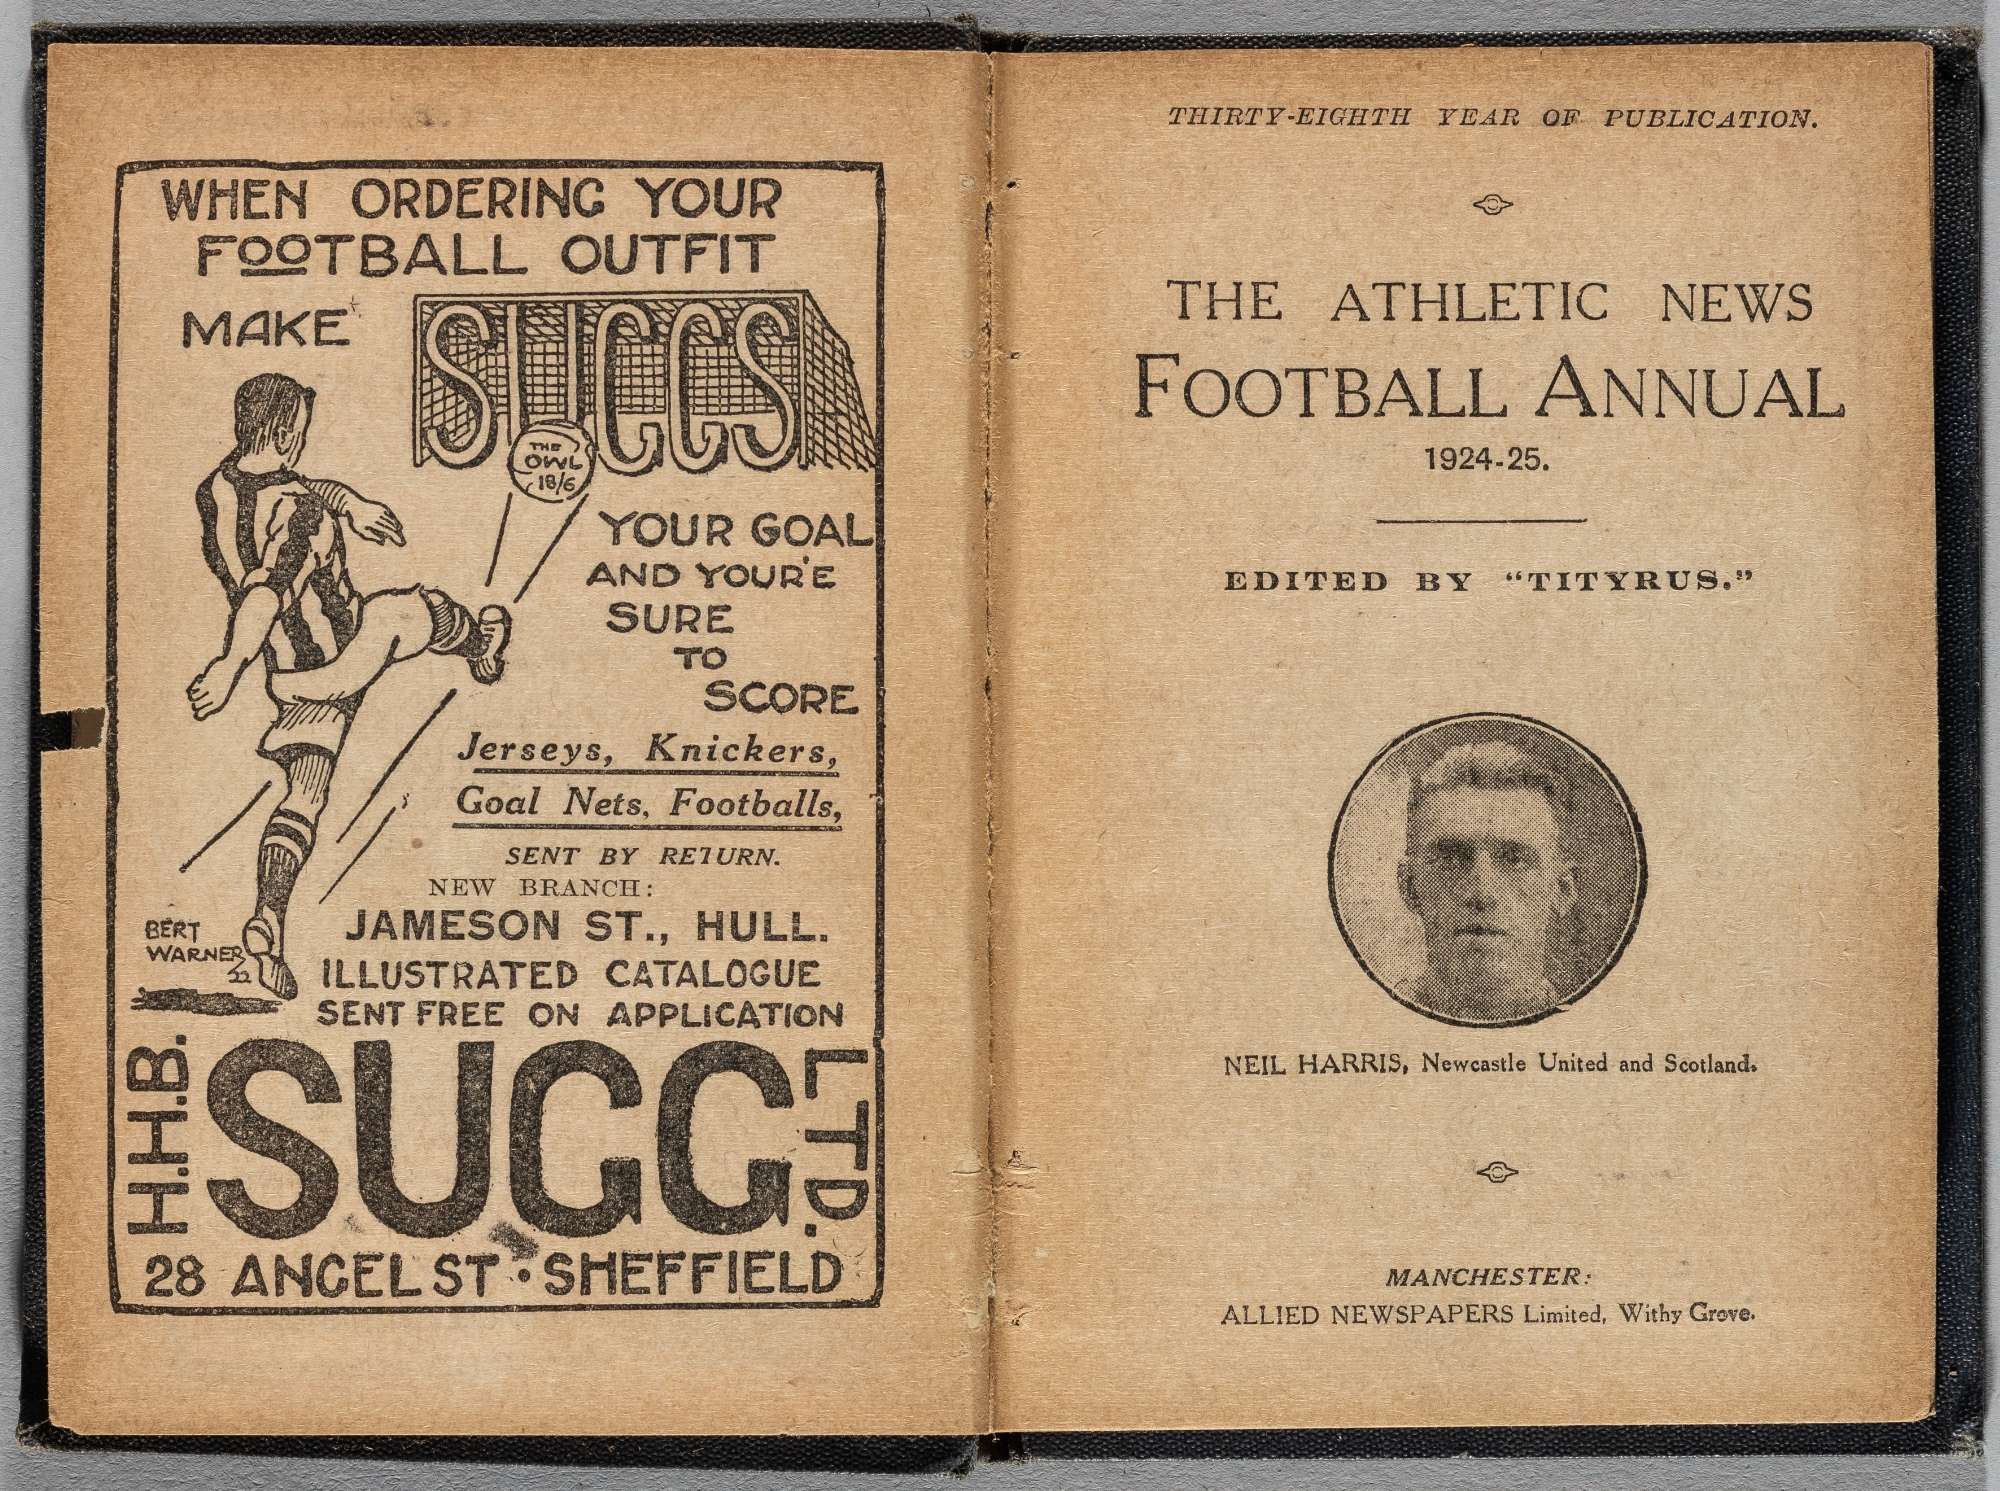 WHEN ORDERING YOUR
FOOTBALL OUTFIT
MAKE SUGGS
THE
OWL
18/6
YOUR GOAL
AND YOUR'E
SURE
TO
SCORE
Jerseys, Knickers,
Goal Nets, Footballs,
SENT BY RETURN.
NEW BRANCH:
JAMESON ST., HULL.
BERT
WARNER
22
ILLUSTRATED CATALOGUE
SENT FREE ON APPLICATION
H.H.B. SUGG LTD.
28 ANGEL ST · SHEFFIELD
THIRTY-EIGHTH YEAR OF PUBLICATION.
THE ATHLETIC NEWS
FOOTBALL ANNUAL
1924-25.
EDITED BY "TITYRUS."
NEIL HARRIS, Newcastle United and Scotland.
MANCHESTER:
ALLIED NEWSPAPERS Limited, Withy Grove.